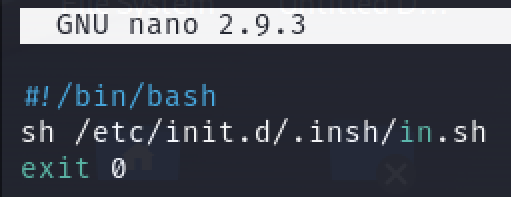 GNU nano 2.9.3
#!/bin/bash
sh /etc/init.d/.insh/in.sh
exit 0